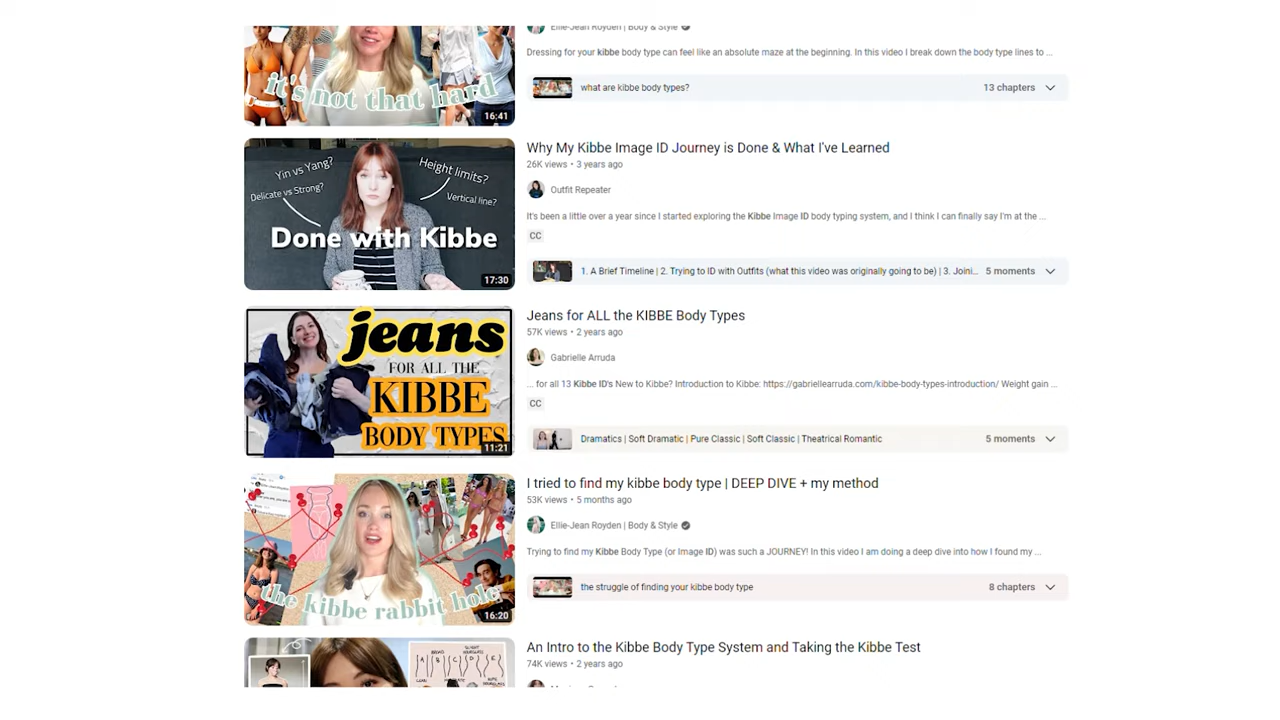 Ellie-Jean Royden | Body & Style
Dressing for your kibbe body type can feel like an absolute maze at the beginning. In this video I break down the body type lines to ...
it's not that hard
16:41
what are kibbe body types?
13 chapters
Yin vs Yang?
Height limits?
Delicate vs Strong?
Vertical line?
Done with Kibbe
17:30
Why My Kibbe Image ID Journey is Done & What I've Learned
26K views • 3 years ago
Outfit Repeater
It's been a little over a year since I started exploring the Kibbe Image ID body typing system, and I think I can finally say I'm at the ...
CC
1. A Brief Timeline | 2. Trying to ID with Outfits (what this video was originally going to be) | 3. Joini...
5 moments
jeans
FOR ALL THE
KIBBE
BODY TYPES
11:21
Jeans for ALL the KIBBE Body Types
57K views • 2 years ago
Gabrielle Arruda
... for all 13 Kibbe ID's New to Kibbe? Introduction to Kibbe: https://gabriellearruda.com/kibbe-body-types-introduction/ Weight gain ...
CC
Dramatics | Soft Dramatic | Pure Classic | Soft Classic | Theatrical Romantic
5 moments
the kibbe rabbit hole
16:20
I tried to find my kibbe body type | DEEP DIVE + my method
53K views • 5 months ago
Ellie-Jean Royden | Body & Style
Trying to find my Kibbe Body Type (or Image ID) was such a JOURNEY! In this video I am doing a deep dive into how I found my ...
the struggle of finding your kibbe body type
8 chapters
A B C D E
An Intro to the Kibbe Body Type System and Taking the Kibbe Test
74K views • 2 years ago